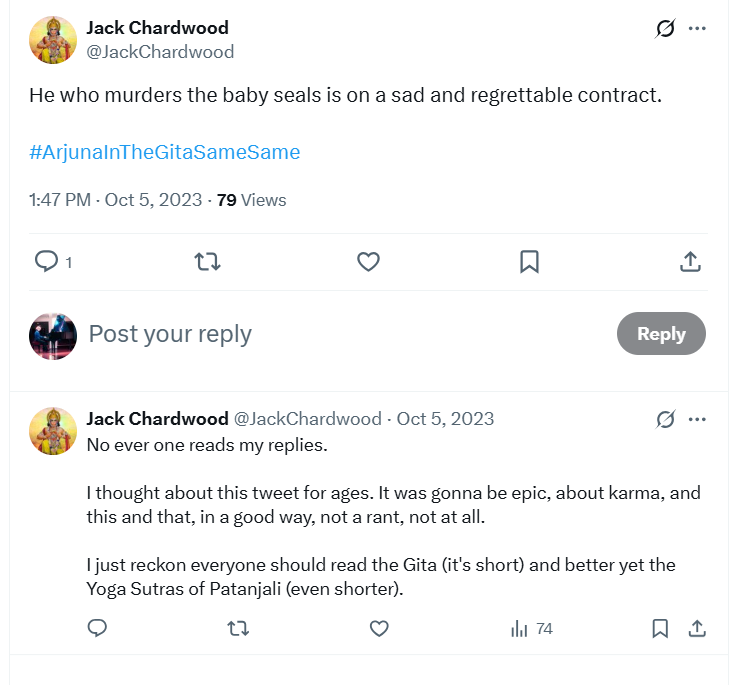 Jack Chardwood
@JackChardwood
He who murders the baby seals is on a sad and regrettable contract.
#ArjunaInTheGitaSameSame
1:47 PM · Oct 5, 2023 · 79 Views
1
Post your reply
Reply
Jack Chardwood @JackChardwood · Oct 5, 2023
No ever one reads my replies.
I thought about this tweet for ages. It was gonna be epic, about karma, and
this and that, in a good way, not a rant, not at all.
I just reckon everyone should read the Gita (it's short) and better yet the
Yoga Sutras of Patanjali (even shorter).
74